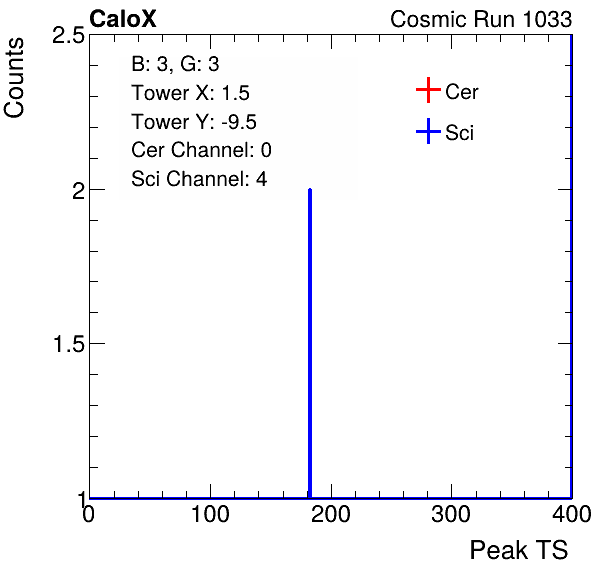 CaloX Cosmic Run 1033
Counts
2.5
B: 3, G: 3
Tower X: 1.5
Tower Y: -9.5
Cer Channel: 0
Sci Channel: 4
Cer
Sci
2
1.5
1
0 100 200 300 400
Peak TS